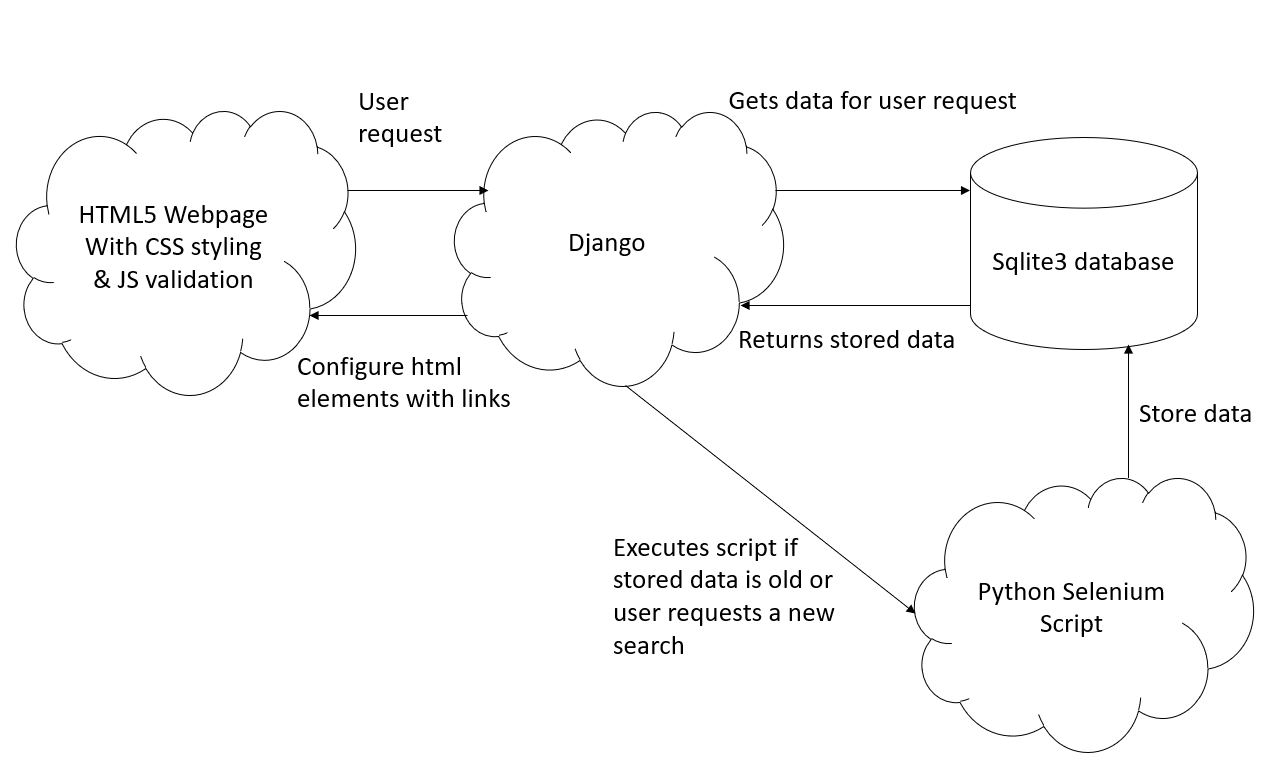 User
request
Gets data for user request
HTML5 Webpage
With CSS styling
& JS validation
Django
Sqlite3 database
Returns stored data
Configure html
elements with links
Store data
Executes script if
stored data is old or
user requests a new
search
Python Selenium
Script